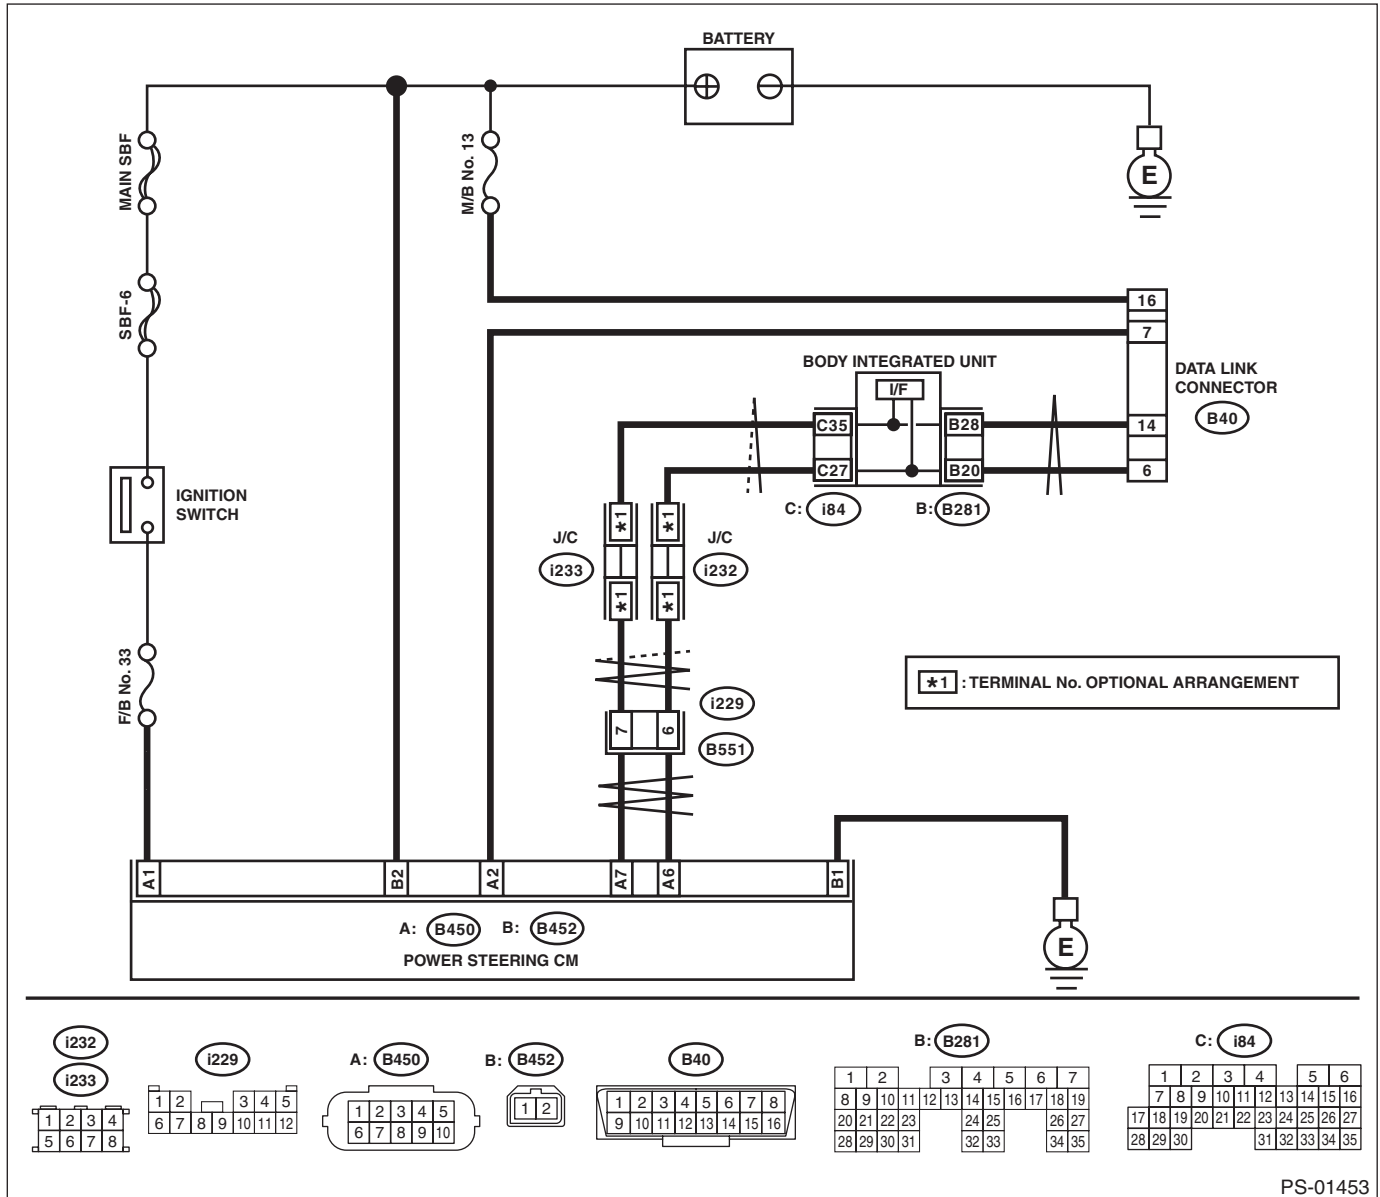 BATTERY
MAIN SBF
M/B No. 13
E
SBF-6
16
7
BODY INTEGRATED UNIT
I/F
DATA LINK
CONNECTOR
B40
C35
B28
14
C27
B20
6
C: i84
B: B281
IGNITION
SWITCH
*1
*1
J/C
i233
J/C
i232
*1
*1
F/B No. 33
*1 : TERMINAL No. OPTIONAL ARRANGEMENT
i229
7
6
B551
A1
B2
A2
A7
A6
B1
A: B450 B: B452
POWER STEERING CM
E
i232
i233
1 2 3 4
5 6 7 8
i229
1 2 3 4 5
6 7 8 9 10 11 12
A: B450
1 2 3 4 5
6 7 8 9 10
B: B452
1 2
B40
1 2 3 4 5 6 7 8
9 10 11 12 13 14 15 16
B: B281
1 2 3 4 5 6 7
8 9 10 11 12 13 14 15 16 17 18 19
20 21 22 23 24 25 26 27
28 29 30 31 32 33 34 35
C: i84
1 2 3 4 5 6
7 8 9 10 11 12 13 14 15 16
17 18 19 20 21 22 23 24 25 26 27
28 29 30 31 32 33 34 35
PS-01453